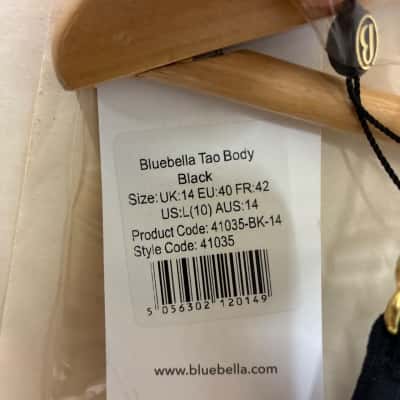 B
Bluebella Tao Body
Black
Size: UK:14 EU:40 FR:42
US:L(10) AUS:14
Product Code: 41035-BK-14
Style Code: 41035
5 056302 120149
www.bluebella.com